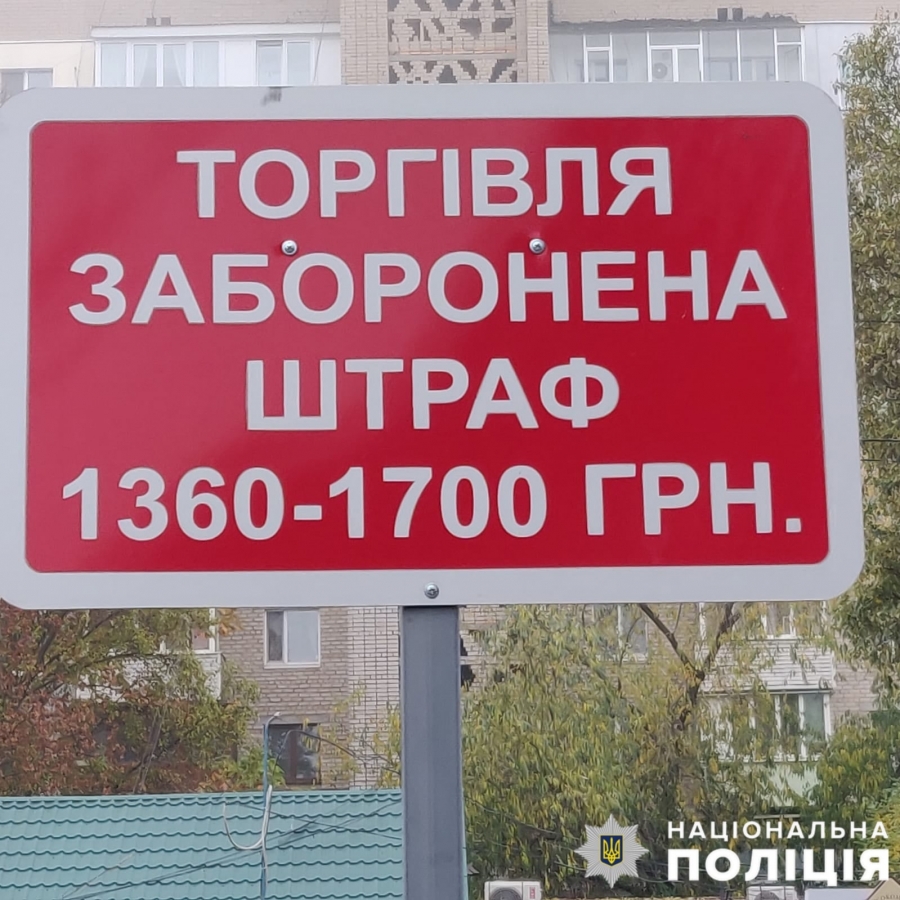 ТОРГІВЛЯ
ЗАБОРОНЕНА
ШТРАФ
1360-1700 ГРН.
НАЦІОНАЛЬНА
ПОЛІЦІЯ